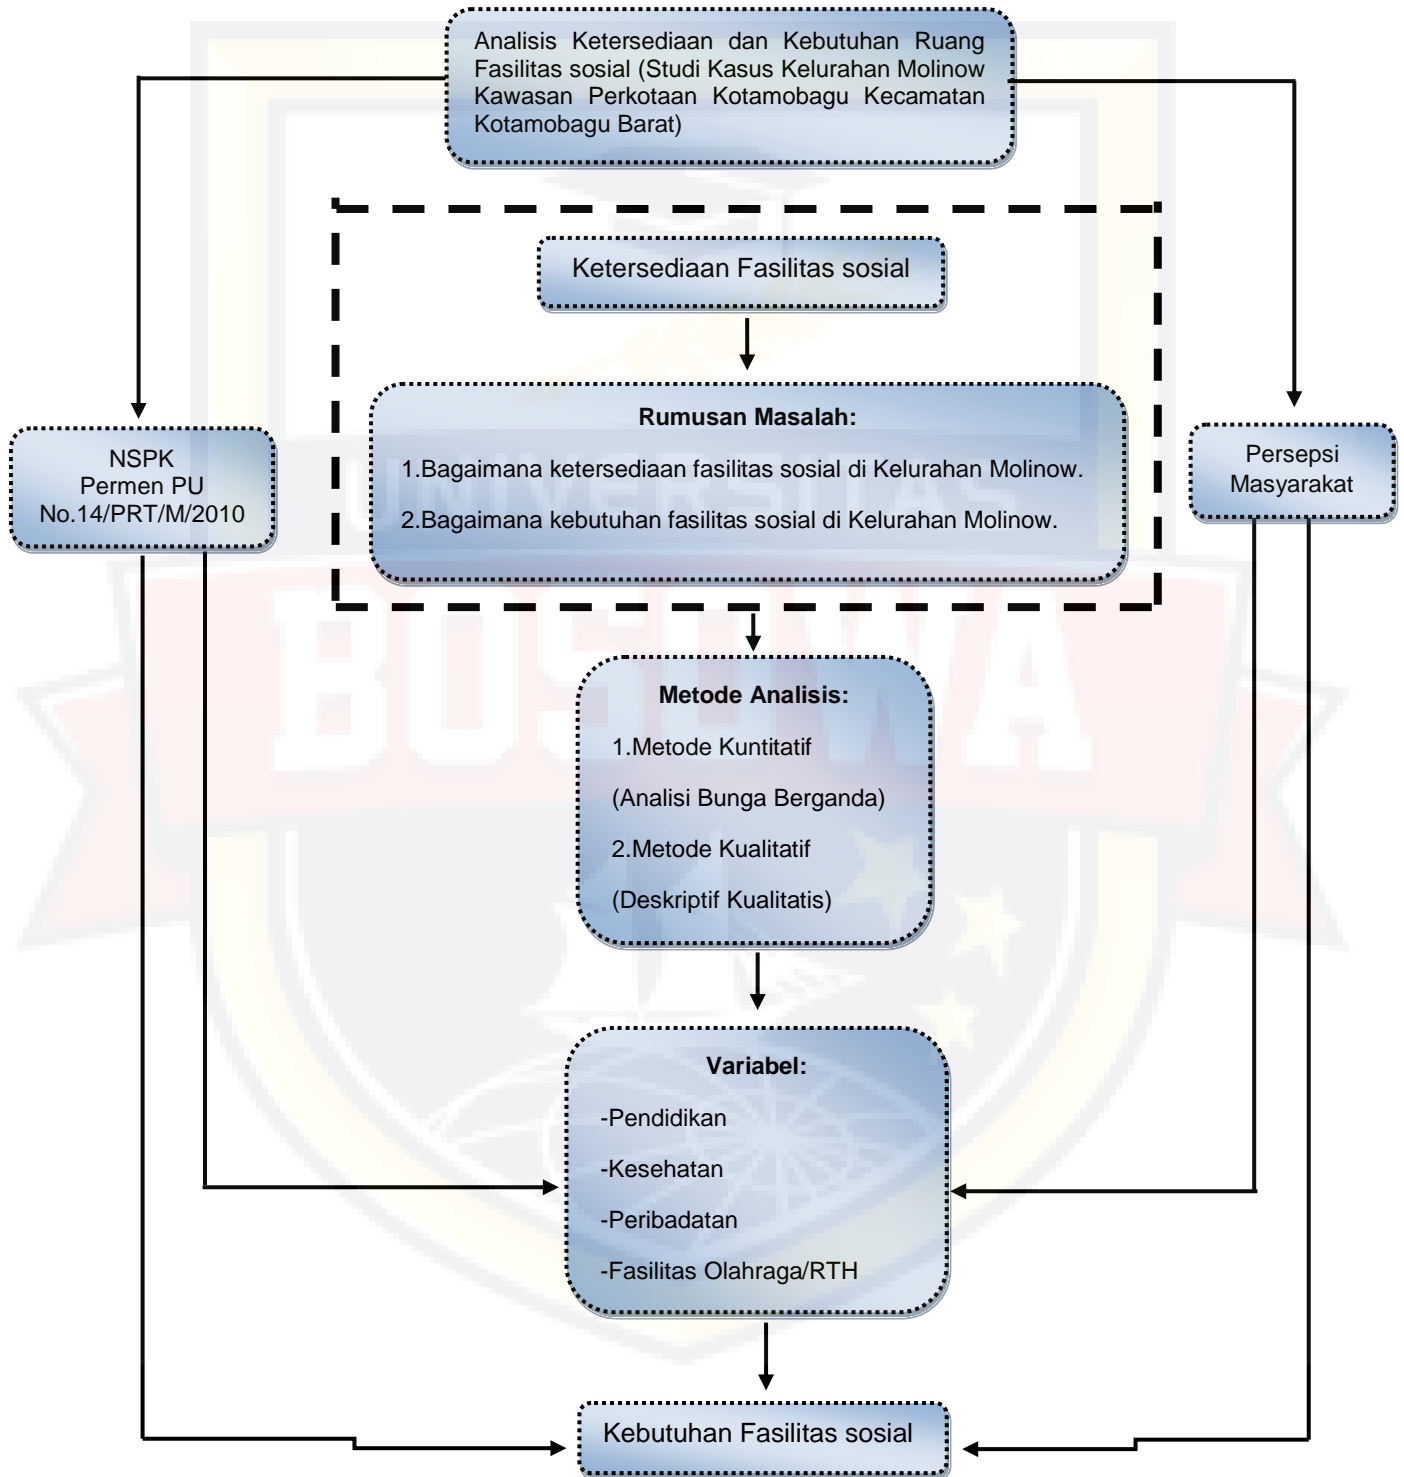 Analisis Ketersediaan dan Kebutuhan Ruang
Fasilitas sosial (Studi Kasus Kelurahan Molinow
Kawasan Perkotaan Kotamobagu Kecamatan
Kotamobagu Barat)
Ketersediaan Fasilitas sosial
Rumusan Masalah:
1.Bagaimana ketersediaan fasilitas sosial di Kelurahan Molinow.
2.Bagaimana kebutuhan fasilitas sosial di Kelurahan Molinow.
NSPK
Permen PU
No.14/PRT/M/2010
Persepsi
Masyarakat
UNIVERSITAS
BOSOWA
Metode Analisis:
1.Metode Kuntitatif
(Analisi Bunga Berganda)
2.Metode Kualitatif
(Deskriptif Kualitatis)
Variabel:
-Pendidikan
-Kesehatan
-Peribadatan
-Fasilitas Olahraga/RTH
Kebutuhan Fasilitas sosial